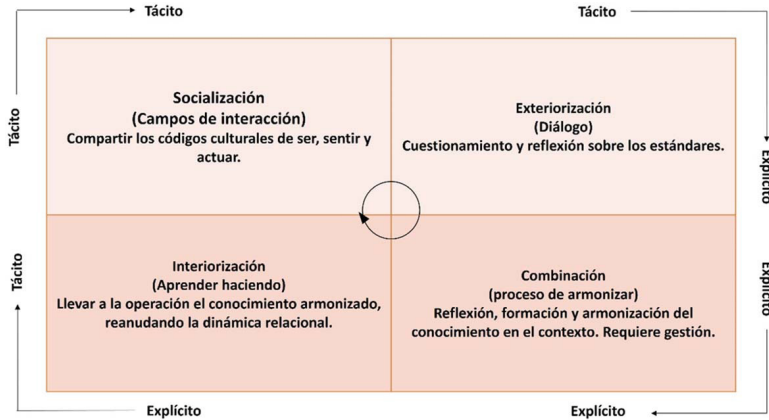 Tácito
Tácito
Tácito
Socialización
(Campos de interacción)
Compartir los códigos culturales de ser, sentir y
actuar.
Exteriorización
(Diálogo)
Cuestionamiento y reflexión sobre los estándares.
Explícito
Tácito
Interiorización
(Aprender haciendo)
Llevar a la operación el conocimiento armonizado,
reanudando la dinámica relacional.
Combinación
(proceso de armonizar)
Reflexión, formación y armonización del
conocimiento en el contexto. Requiere gestión.
Explícito
Explícito
Explícito